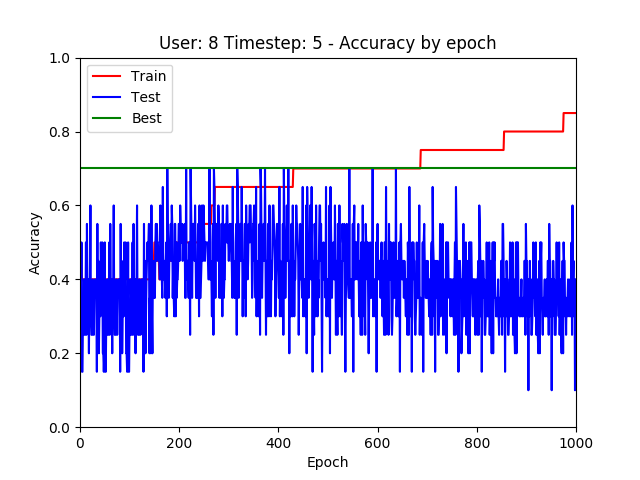 User: 8 Timestep: 5 - Accuracy by epoch
1.0
Train
Test
Best
0.8
0.6
Accuracy
0.4
0.2
0.0
0 200 400 600 800 1000
Epoch